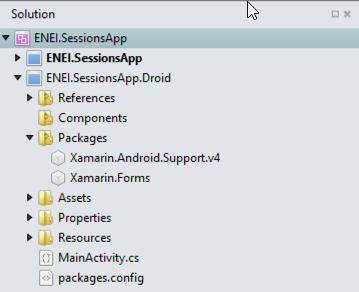 Solution
ENEI.SessionsApp
ENEI.SessionsApp
ENEI.SessionsApp.Droid
References
Components
Packages
Xamarin.Android.Support.v4
Xamarin.Forms
Assets
Properties
Resources
MainActivity.cs
packages.config